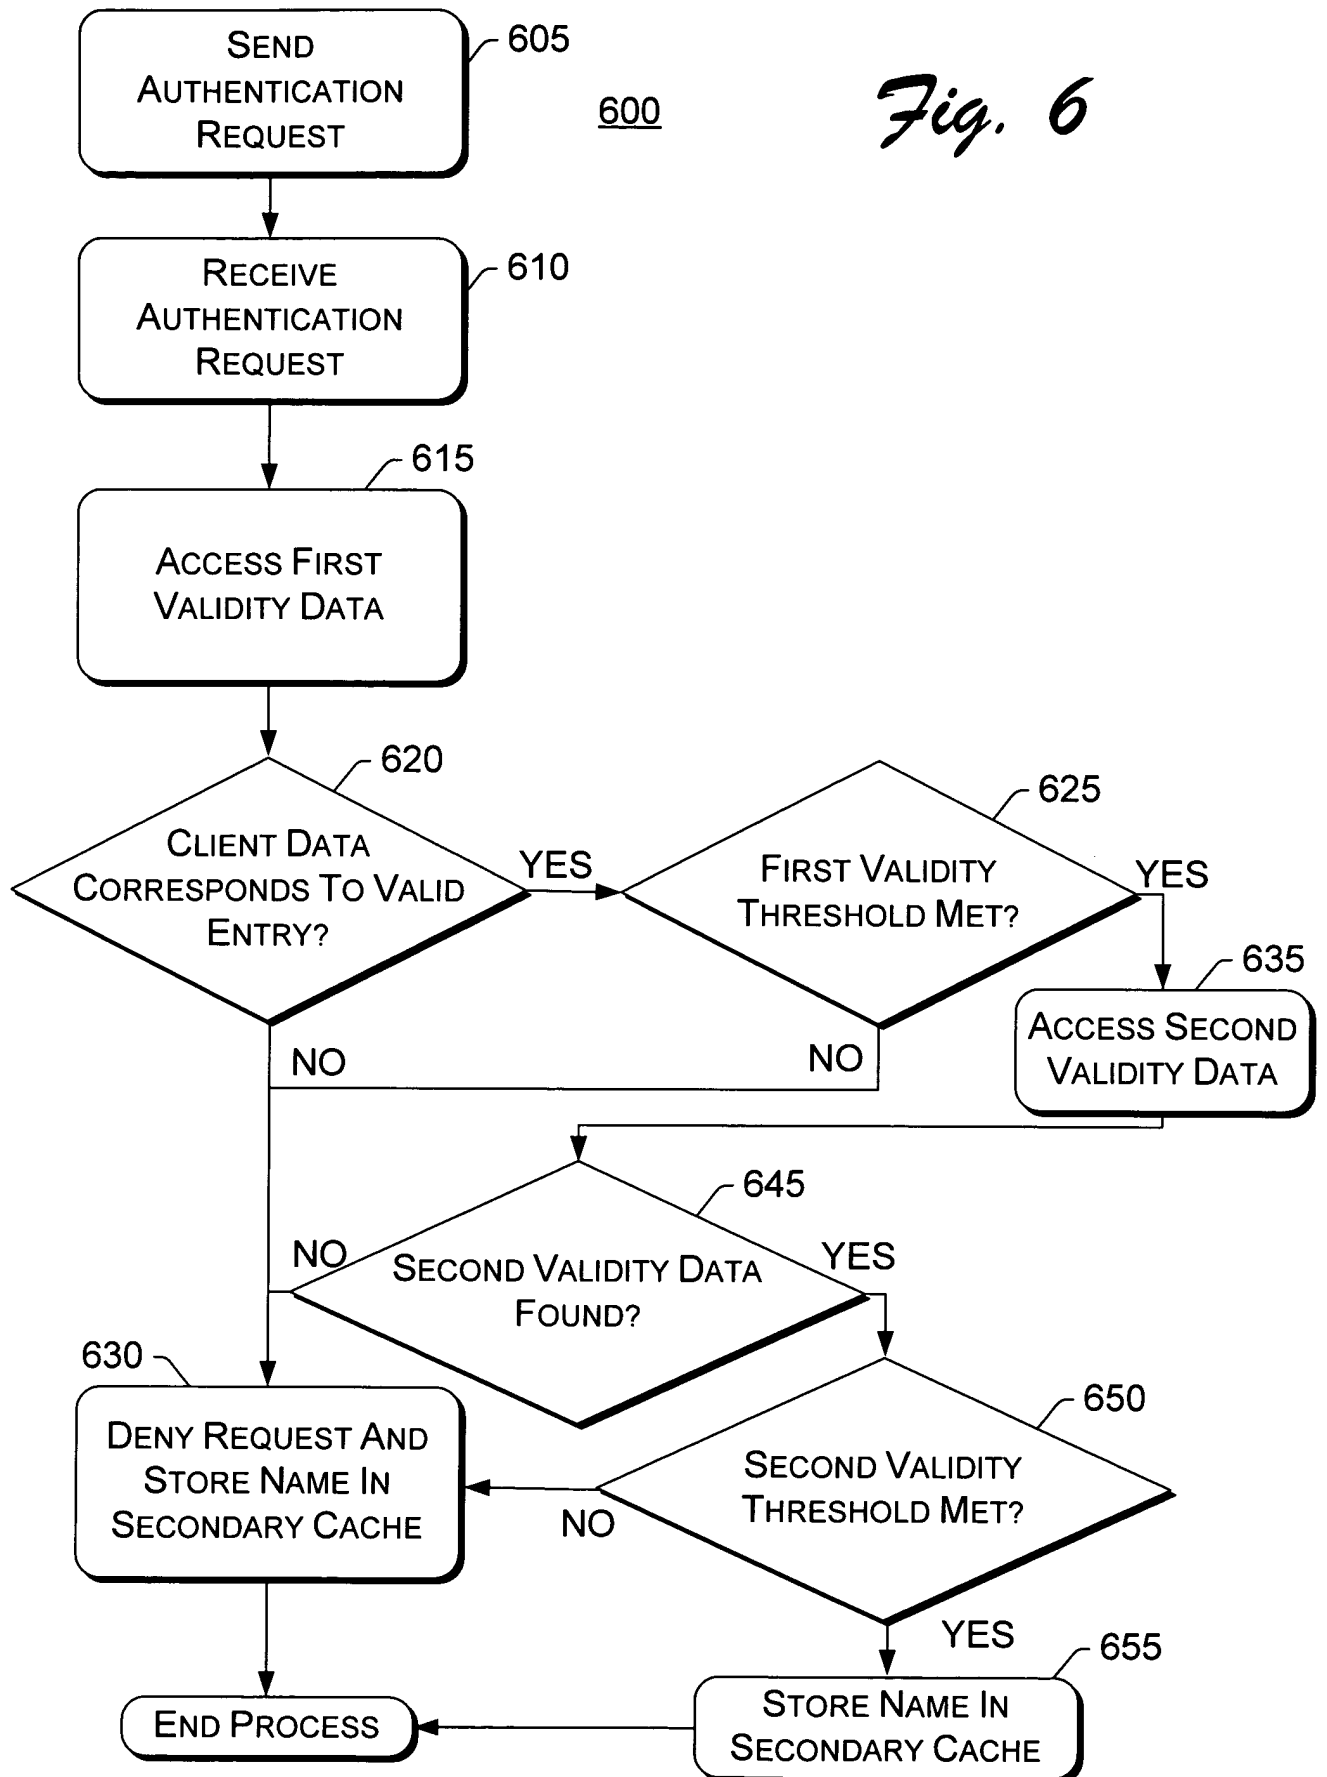 SEND
AUTHENTICATION
REQUEST
605
600
Fig. 6
RECEIVE
AUTHENTICATION
REQUEST
610
615
ACCESS FIRST
VALIDITY DATA
620
CLIENT DATA
CORRESPONDS TO VALID
ENTRY?
YES
625
FIRST VALIDITY
THRESHOLD MET?
YES
635
ACCESS SECOND
VALIDITY DATA
NO
NO
645
NO
SECOND VALIDITY DATA
FOUND?
YES
630
DENY REQUEST AND
STORE NAME IN
SECONDARY CACHE
650
SECOND VALIDITY
THRESHOLD MET?
NO
YES
655
END PROCESS
STORE NAME IN
SECONDARY CACHE